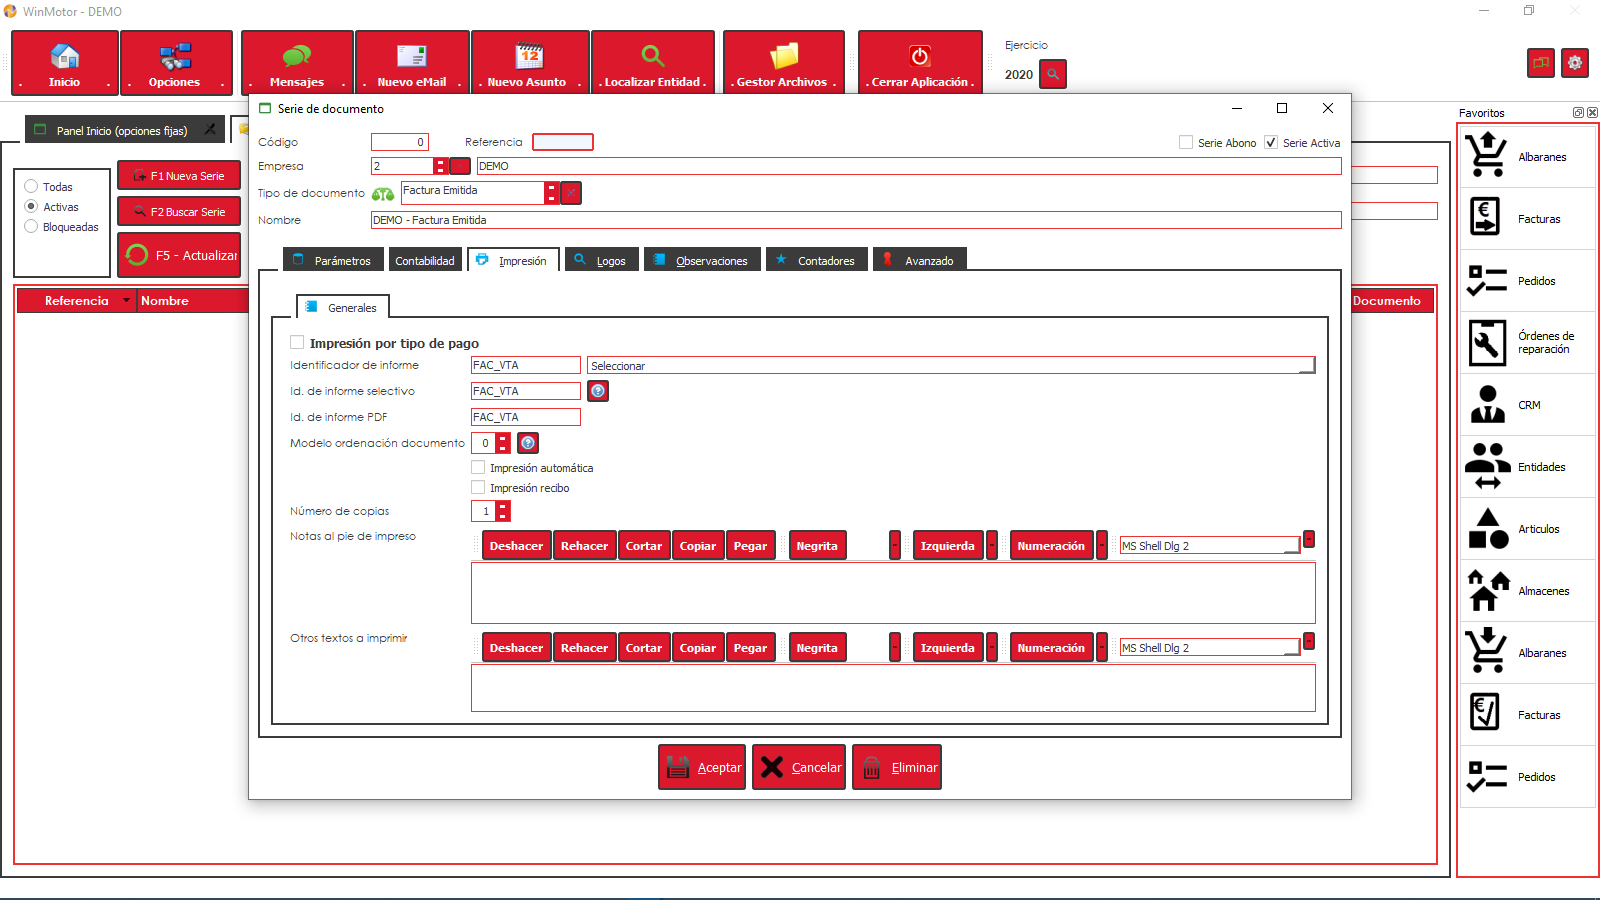 WinMotor - DEMO
Inicio
Opciones
Mensajes
Nuevo eMail
12
Nuevo Asunto
Localizar Entidad
Gestor Archivos
Cerrar Aplicación
Ejercicio
2020
Panel Inicio (opciones fijas)
Todas
Activas
Bloqueadas
F1 Nueva Serie
F2 Buscar Serie
F5 - Actualizar
Referencia
Nombre
Documento
Serie de documento
Código
0
Referencia
Serie Abono
Serie Activa
Empresa
2
DEMO
Tipo de documento
Factura Emitida
Nombre
DEMO - Factura Emitida
Parámetros
Contabilidad
Impresión
Logos
Observaciones
Contadores
Avanzado
Generales
Impresión por tipo de pago
Identificador de informe
FAC_VTA
Seleccionar
Id. de informe selectivo
FAC_VTA
Id. de informe PDF
FAC_VTA
Modelo ordenación documento
0
Impresión automática
Impresión recibo
Número de copias
1
Notas al pie de impreso
Deshacer
Rehacer
Cortar
Copiar
Pegar
Negrita
Izquierda
Numeración
MS Shell Dlg 2
Otros textos a imprimir
Deshacer
Rehacer
Cortar
Copiar
Pegar
Negrita
Izquierda
Numeración
MS Shell Dlg 2
Aceptar
Cancelar
Eliminar
Favoritos
Albaranes
Facturas
Pedidos
Órdenes de
reparación
CRM
Entidades
Articulos
Almacenes
Albaranes
Facturas
Pedidos